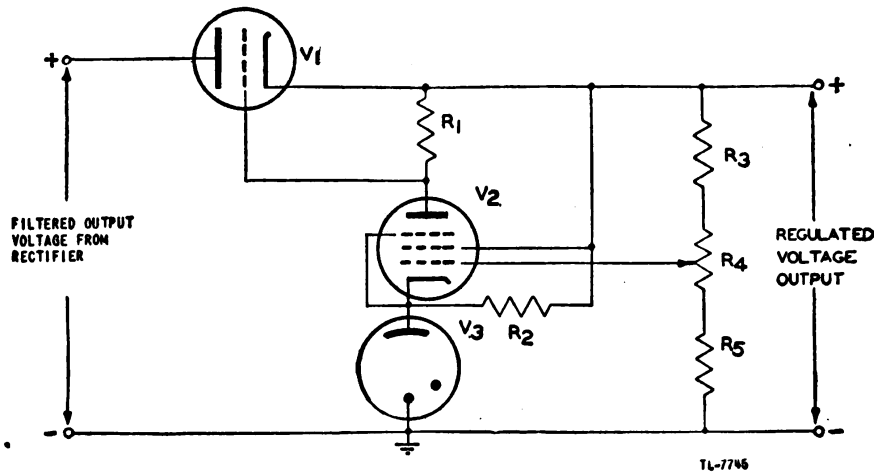 V1
+
+
R1
R3
V2
FILTERED OUTPUT
VOLTAGE FROM
RECTIFIER
REGULATED
VOLTAGE
OUTPUT
R4
V3
R2
R5
-
-
TL-7746